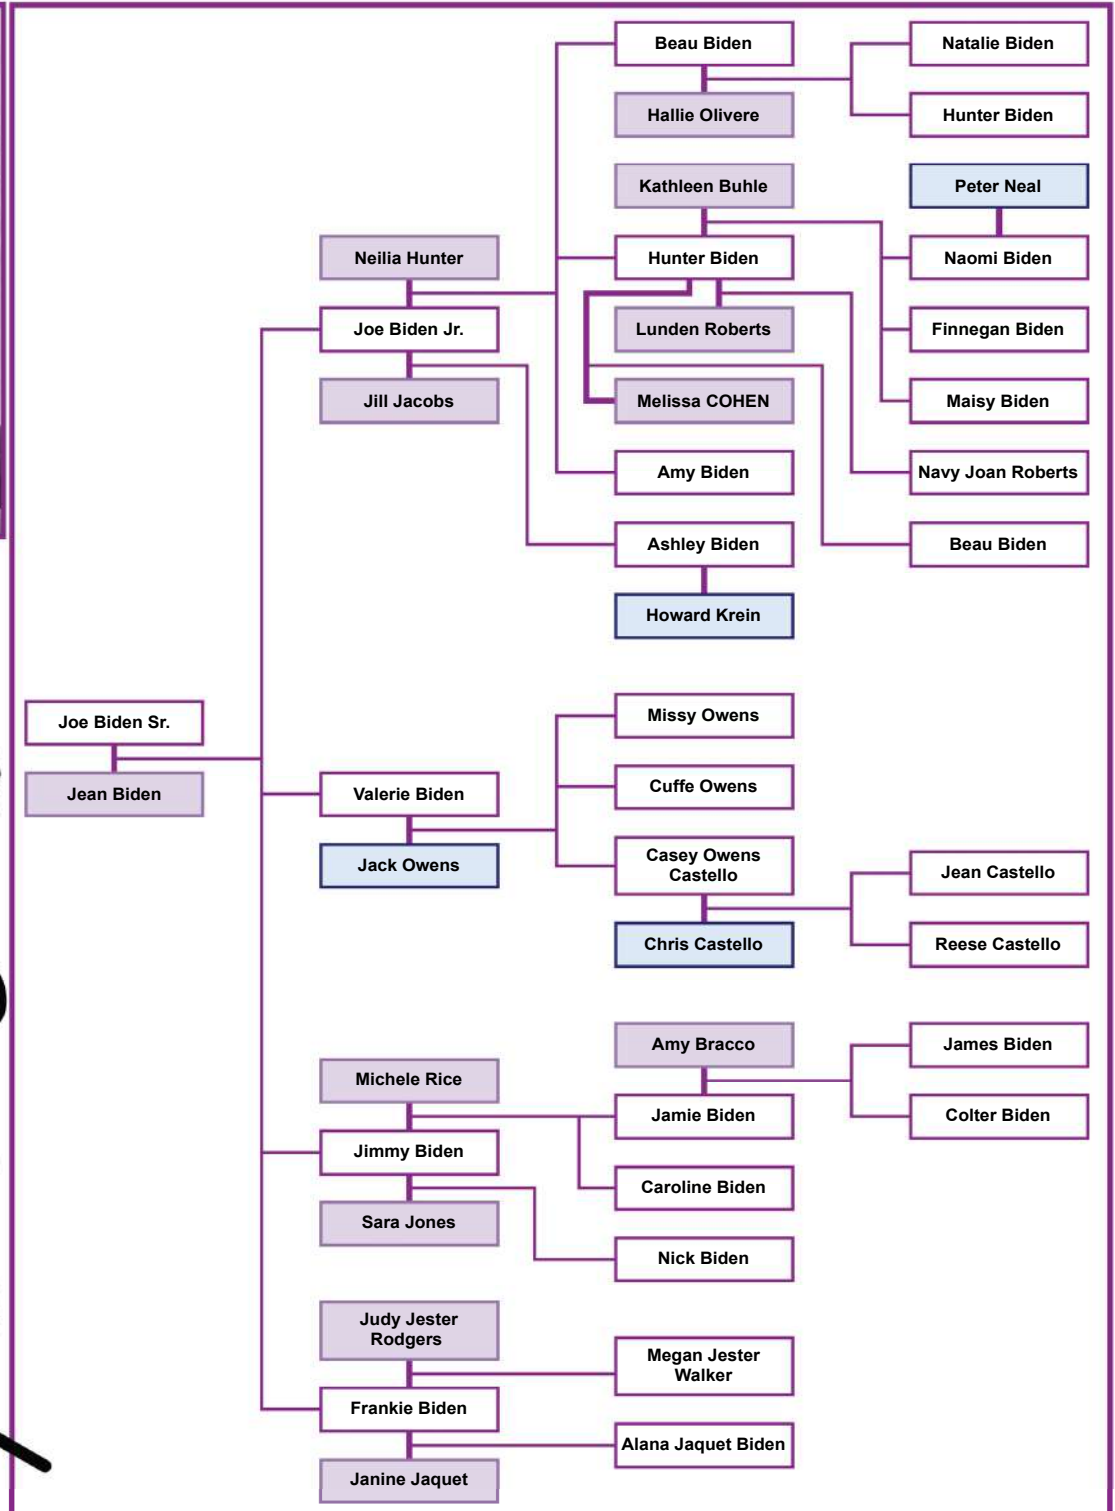 Beau Biden
Natalie Biden
Hallie Olivere
Hunter Biden
Kathleen Buhle
Peter Neal
Neilia Hunter
Hunter Biden
Naomi Biden
Joe Biden Jr.
Lunden Roberts
Finnegan Biden
Jill Jacobs
Melissa COHEN
Maisy Biden
Amy Biden
Navy Joan Roberts
Ashley Biden
Beau Biden
Howard Krein
Joe Biden Sr.
Missy Owens
Jean Biden
Valerie Biden
Cuffe Owens
Jack Owens
Casey Owens
Castello
Jean Castello
Chris Castello
Reese Castello
Amy Bracco
James Biden
Michele Rice
Jamie Biden
Colter Biden
Jimmy Biden
Caroline Biden
Sara Jones
Nick Biden
Judy Jester
Rodgers
Megan Jester
Walker
Frankie Biden
Alana Jaquet Biden
Janine Jaquet